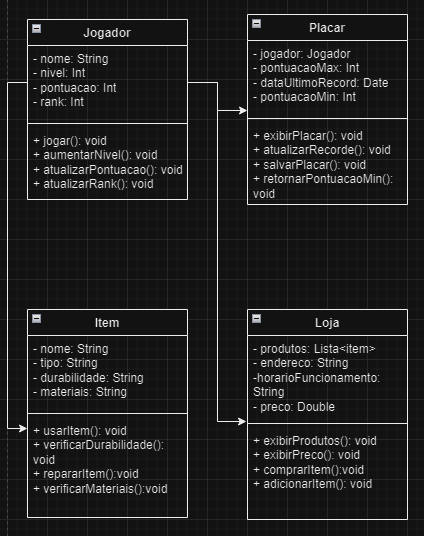 Jogador
- nome: String
- nivel: Int
- pontuacao: Int
- rank: Int
+ jogar(): void
+ aumentarNivel(): void
+ atualizarPontuacao(): void
+ atualizarRank(): void
Placar
- jogador: Jogador
- pontuacaoMax: Int
- dataUltimoRecord: Date
- pontuacaoMin: Int
+ exibirPlacar(): void
+ atualizarRecorde(): void
+ salvarPlacar(): void
+ retornarPontuacaoMin():
void
Item
- nome: String
- tipo: String
- durabilidade: String
- materiais: String
+ usarItem(): void
+ verificarDurabilidade():
void
+ repararItem():void
+ verificarMateriais():void
Loja
- produtos: Lista<item>
- endereco: String
-horarioFuncionamento:
String
- preco: Double
+ exibirProdutos(): void
+ exibirPreco(): void
+ comprarItem():void
+ adicionarItem(): void